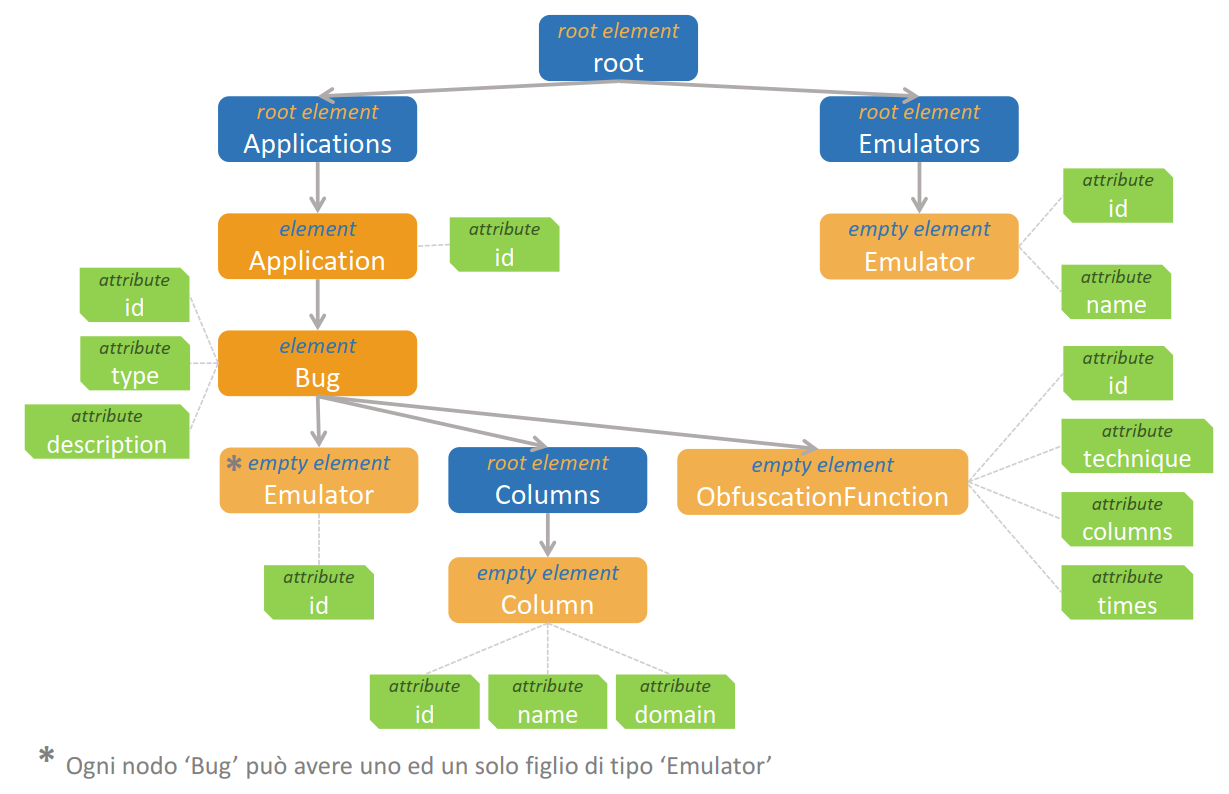 root element
root
root element
Applications
root element
Emulators
element
Application
attribute
id
empty element
Emulator
attribute
id
attribute
name
attribute
id
attribute
type
attribute
description
element
Bug
* empty element
Emulator
attribute
id
root element
Columns
empty element
Column
attribute
id
attribute
name
attribute
domain
empty element
ObfuscationFunction
attribute
id
attribute
technique
attribute
columns
attribute
times
* Ogni nodo ‘Bug’ può avere uno ed un solo figlio di tipo ‘Emulator’